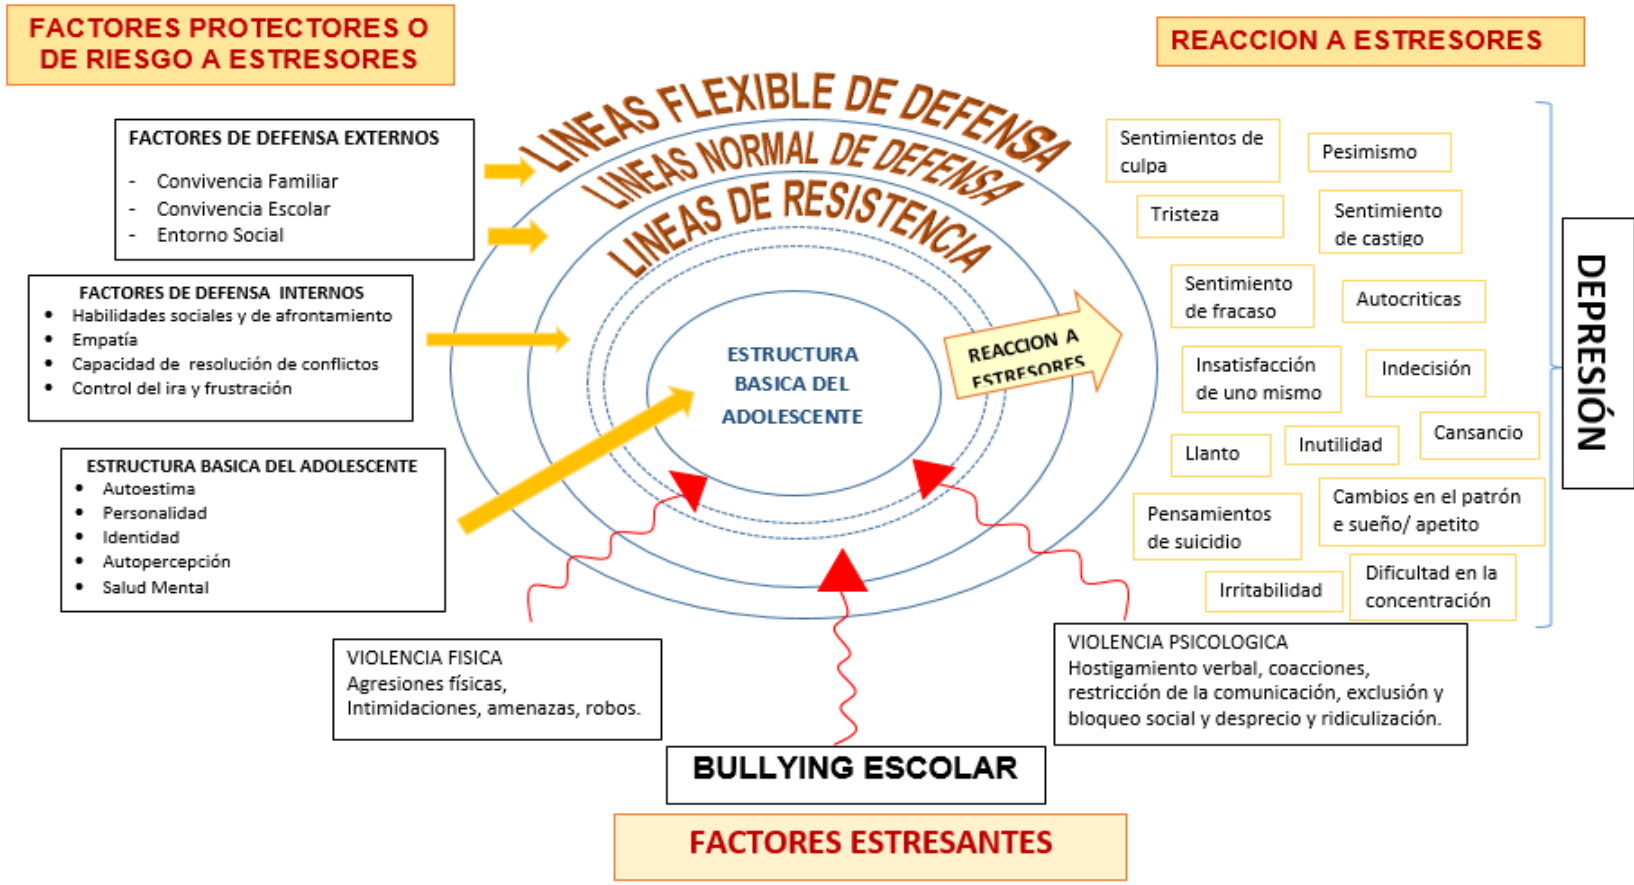 FACTORES PROTECTORES O
DE RIESGO A ESTRESORES
REACCION A ESTRESORES
FACTORES DE DEFENSA EXTERNOS
- Convivencia Familiar
- Convivencia Escolar
- Entorno Social
FACTORES DE DEFENSA INTERNOS
• Habilidades sociales y de afrontamiento
• Empatía
• Capacidad de resolución de conflictos
• Control del ira y frustración
ESTRUCTURA BASICA DEL ADOLESCENTE
• Autoestima
• Personalidad
• Identidad
• Autopercepción
• Salud Mental
LINEAS FLEXIBLE DE DEFENSA
LINEAS NORMAL DE DEFENSA
LINEAS DE RESISTENCIA
ESTRUCTURA
BASICA DEL
ADOLESCENTE
REACCION A
ESTRESORES
Sentimientos de
culpa
Pesimismo
Tristeza
Sentimiento
de castigo
Sentimiento
de fracaso
Autocriticas
Insatisfacción
de uno mismo
Indecisión
Llanto
Inutilidad
Cansancio
Pensamientos
de suicidio
Cambios en el patrón
e sueño/ apetito
Irritabilidad
Dificultad en la
concentración
DEPRESIÓN
VIOLENCIA FISICA
Agresiones físicas,
Intimidaciones, amenazas, robos.
VIOLENCIA PSICOLOGICA
Hostigamiento verbal, coacciones,
restricción de la comunicación, exclusión y
bloqueo social y desprecio y ridiculización.
BULLYING ESCOLAR
FACTORES ESTRESANTES